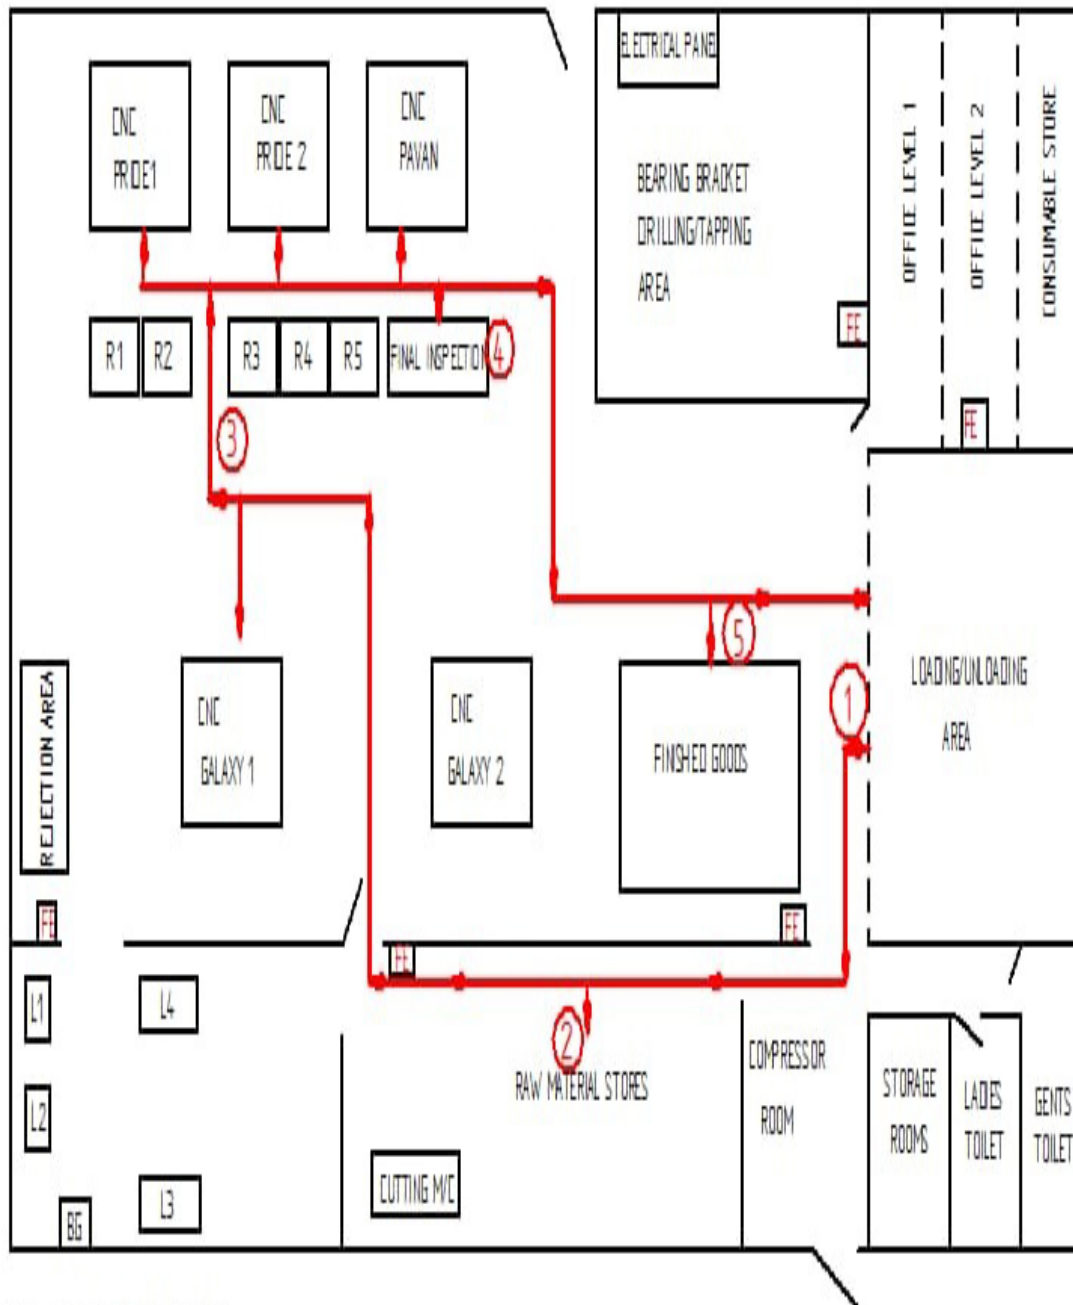 ELECTRICAL PANEL
CNC
PRIDE1
CNC
PRIDE 2
CNC
PAVAN
BEARING BRACKET
DRILLING/TAPPING
AREA
OFFICE LEVEL 1
OFFICE LEVEL 2
CONSUMABLE STORE
FE
R1
R2
R3
R4
R5
FINAL INSPECTION
4
FE
3
5
1
LOADING/UNLOADING
AREA
REJECTION AREA
CNC
GALAXY 1
CNC
GALAXY 2
FINISHED GOODS
FE
FE
FE
L1
L4
2
RAW MATERIAL STORES
COMPRESSOR
ROOM
STORAGE
ROOMS
LADIES
TOILET
GENTS
TOILET
L2
CUTTING M/C
L3
BG